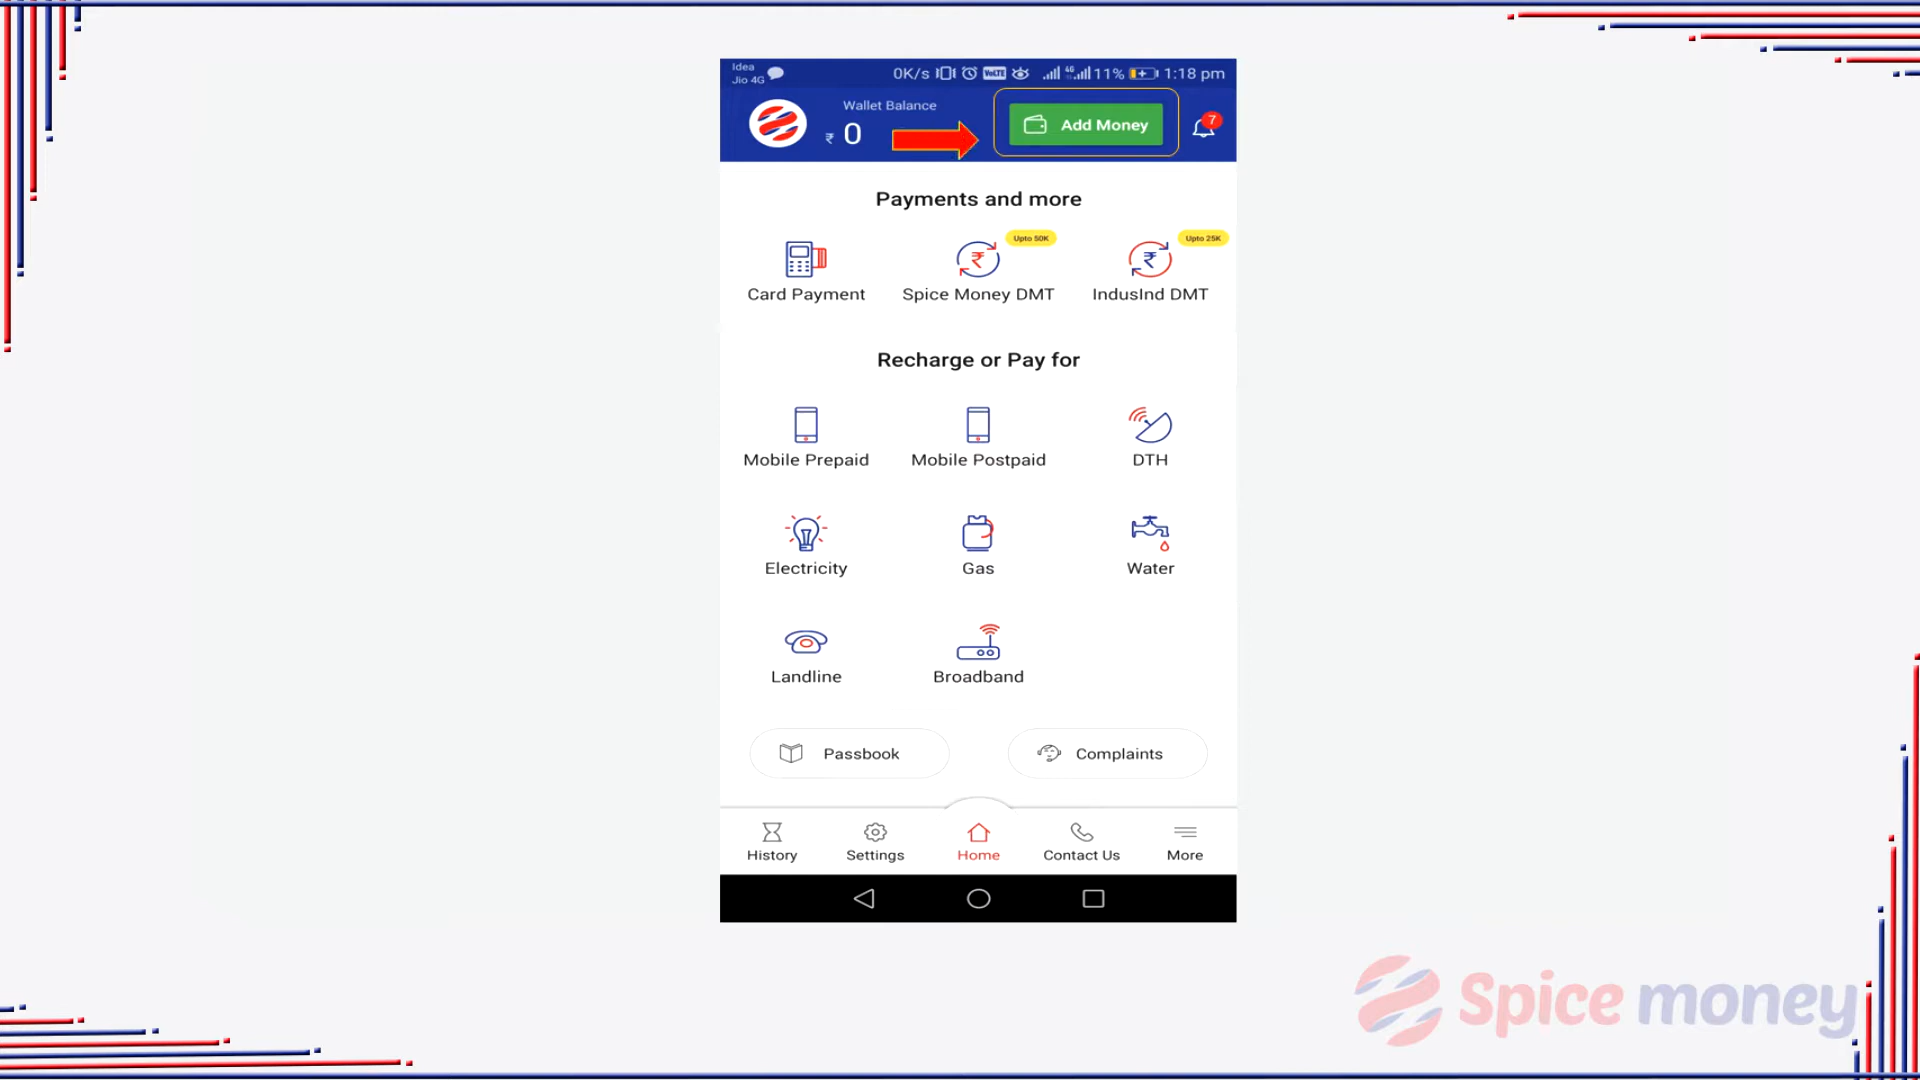 Idea
Jio 4G
0K/s VoLTE 4G 11% 1:18 pm
Wallet Balance
₹ 0
Add Money
7
Payments and more
Upto 50K
Upto 25K
Card Payment
Spice Money DMT
IndusInd DMT
Recharge or Pay for
Mobile Prepaid
Mobile Postpaid
DTH
Electricity
Gas
Water
Landline
Broadband
Passbook
Complaints
History
Settings
Home
Contact Us
More
Spice money